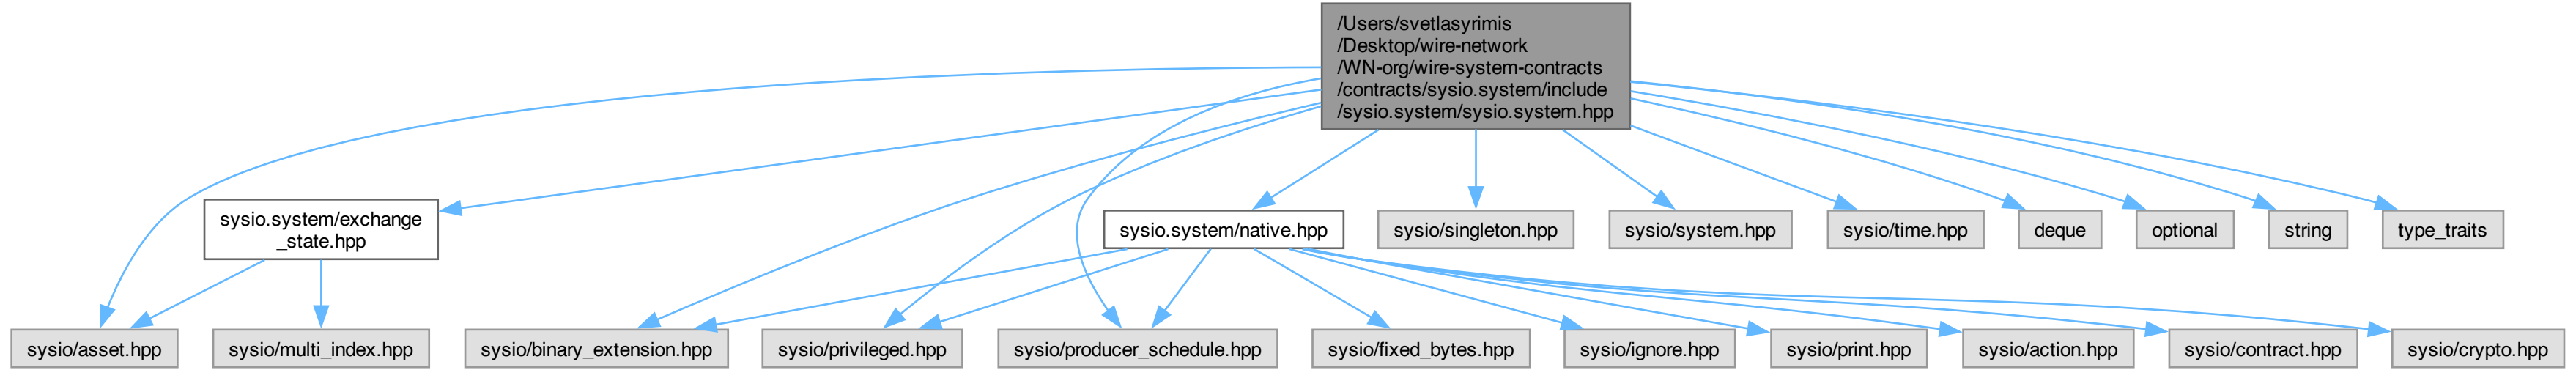 /Users/svetlasyrimis
/Desktop/wire-network
/WN-org/wire-system-contracts
/contracts/sysio.system/include
/sysio.system/sysio.system.hpp
sysio.system/exchange
_state.hpp
sysio.system/native.hpp
sysio/singleton.hpp
sysio/system.hpp
sysio/time.hpp
deque
optional
string
type_traits
sysio/asset.hpp
sysio/multi_index.hpp
sysio/binary_extension.hpp
sysio/privileged.hpp
sysio/producer_schedule.hpp
sysio/fixed_bytes.hpp
sysio/ignore.hpp
sysio/print.hpp
sysio/action.hpp
sysio/contract.hpp
sysio/crypto.hpp